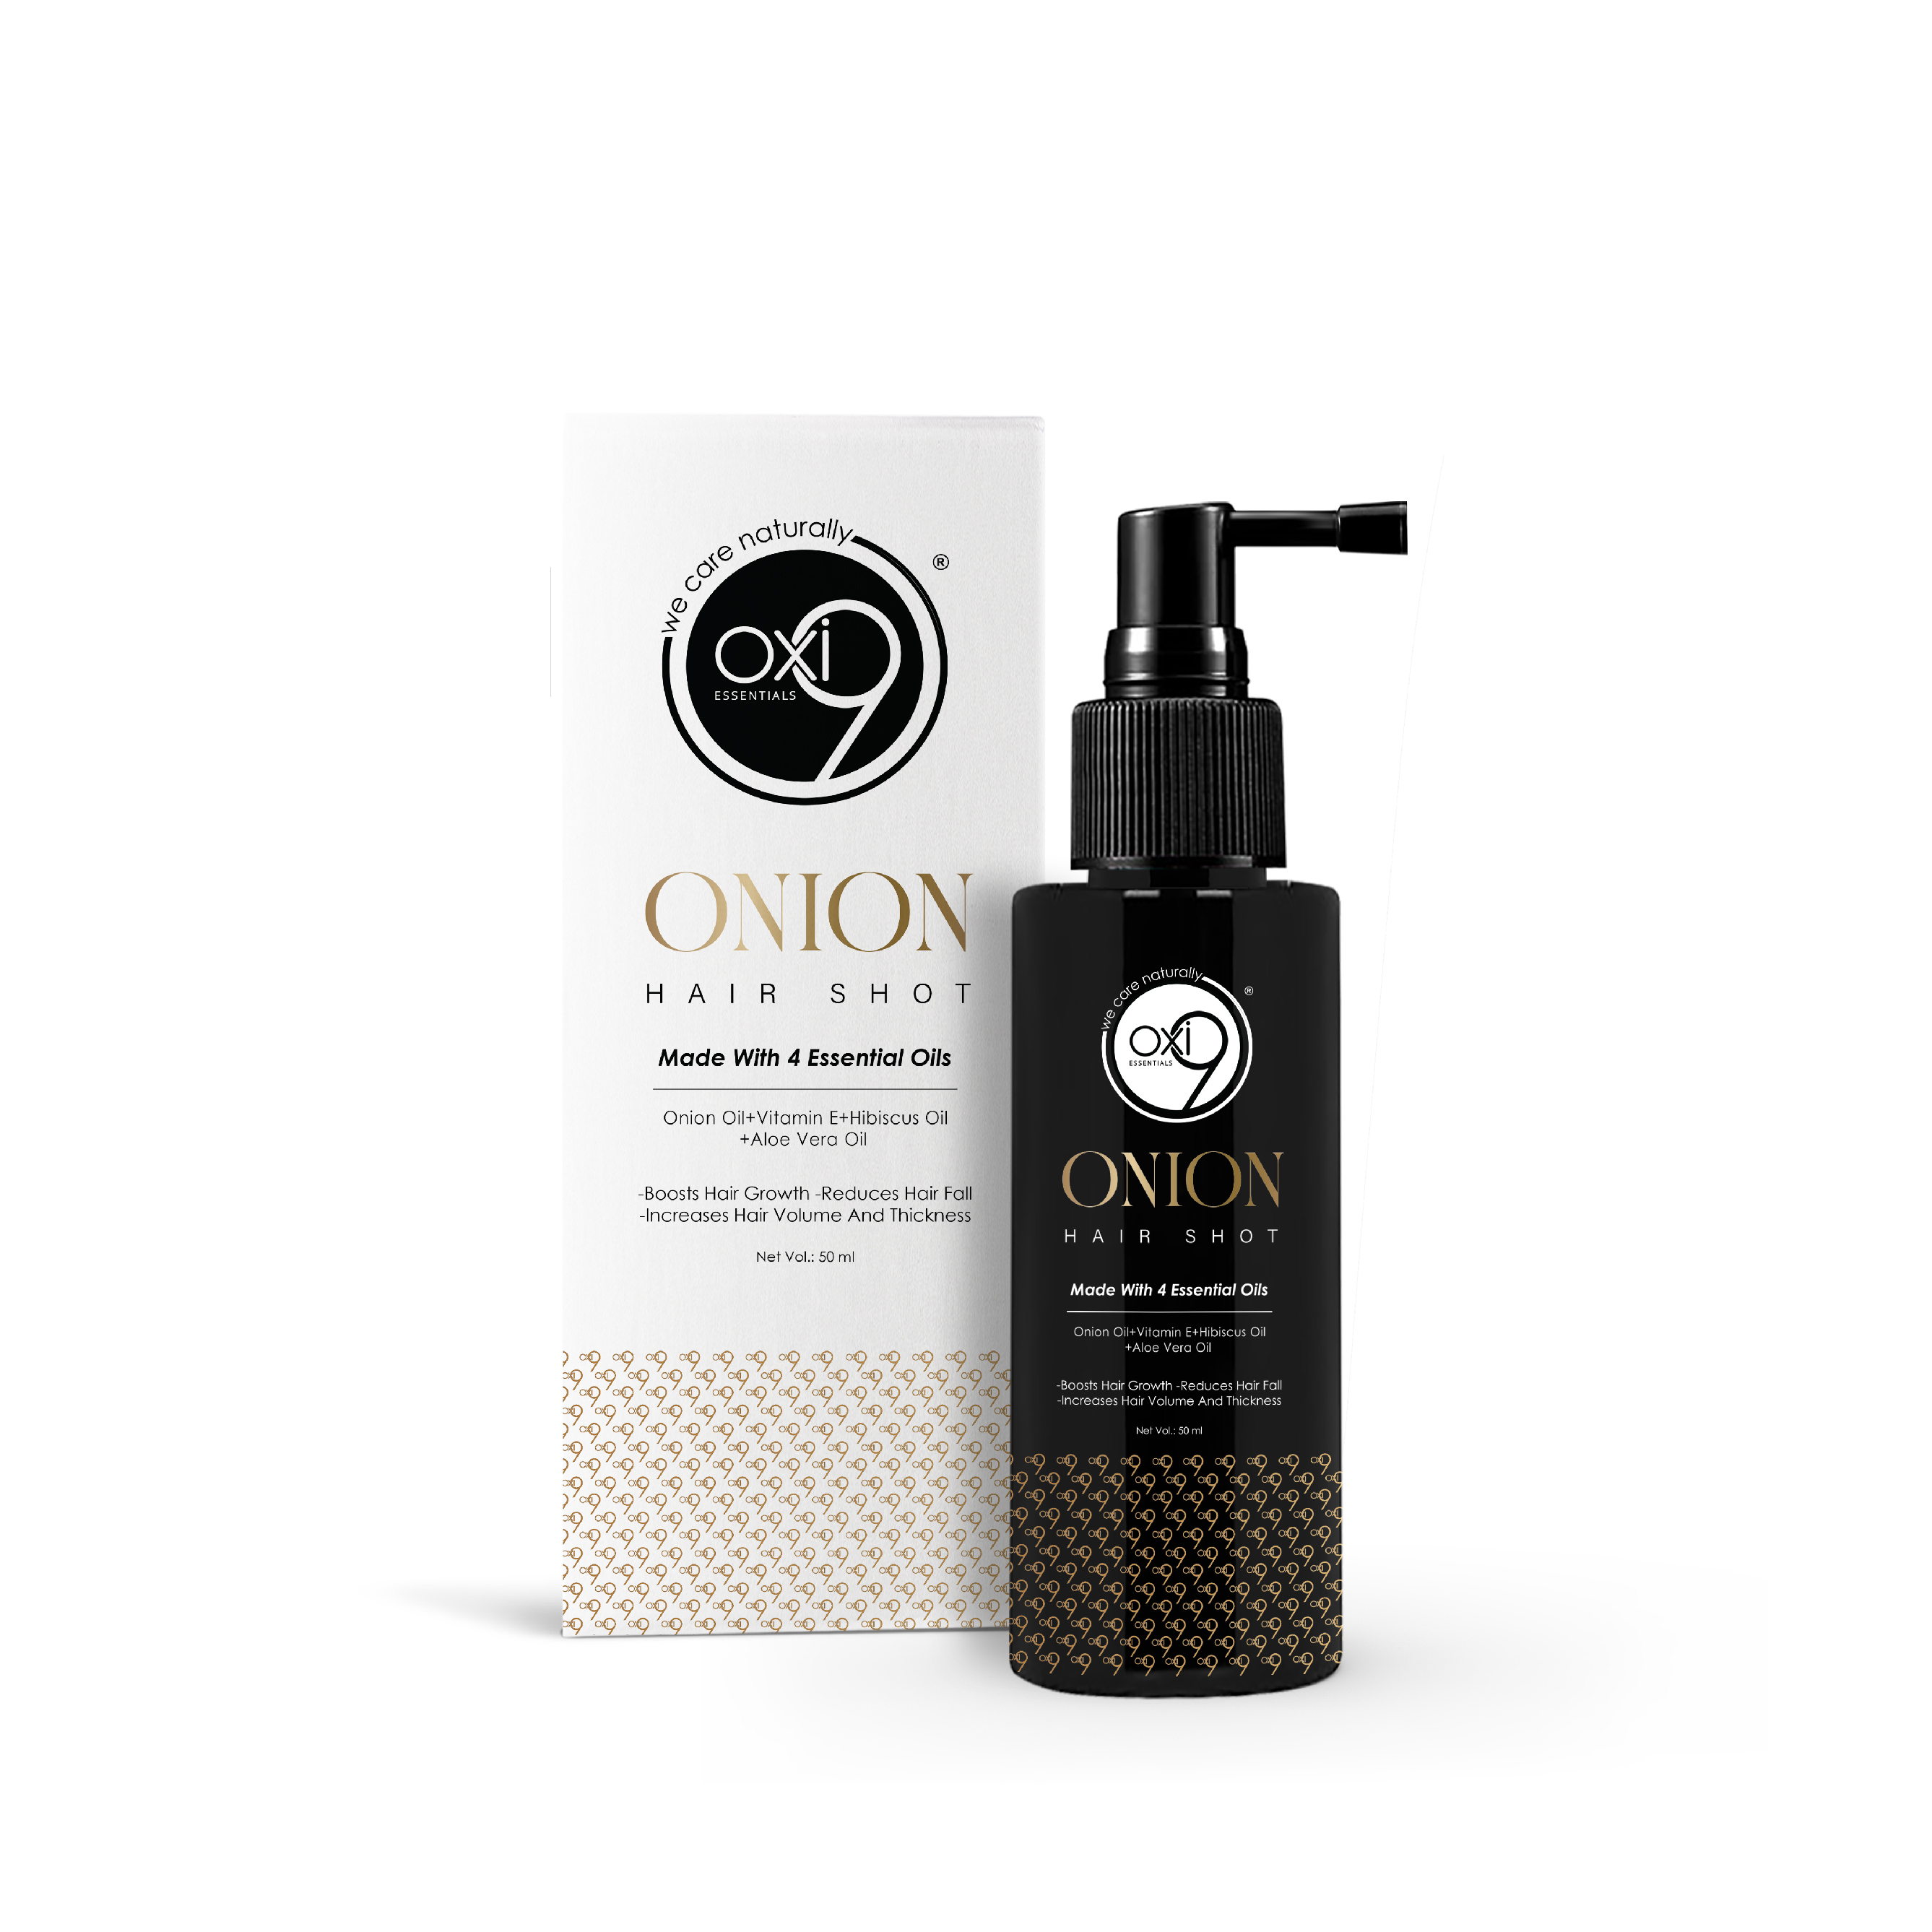 we care naturally
®
oxi9
ESSENTIALS
ONION
HAIR SHOT
Made With 4 Essential Oils
Onion Oil+Vitamin E+Hibiscus Oil
+Aloe Vera Oil
-Boosts Hair Growth -Reduces Hair Fall
-Increases Hair Volume And Thickness
Net Vol.: 50 ml
we care naturally
®
oxi9
ESSENTIALS
ONION
HAIR SHOT
Made With 4 Essential Oils
Onion Oil+Vitamin E+Hibiscus Oil
+Aloe Vera Oil
-Boosts Hair Growth -Reduces Hair Fall
-Increases Hair Volume And Thickness
Net Vol.: 50 ml